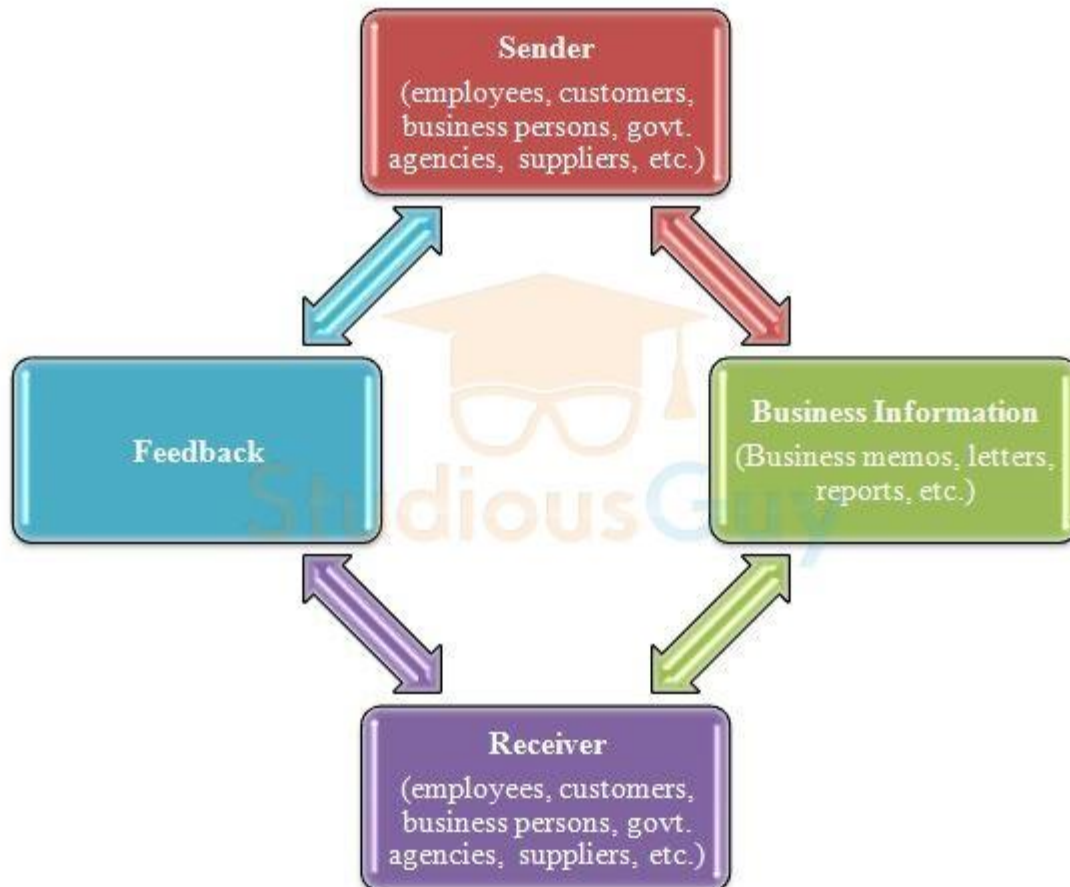 Sender
(employees, customers,
business persons, govt.
agencies, suppliers, etc.)
Feedback
Business Information
(Business memos, letters,
reports, etc.)
StudiousGuy
Receiver
(employees, customers,
business persons, govt.
agencies, suppliers, etc.)